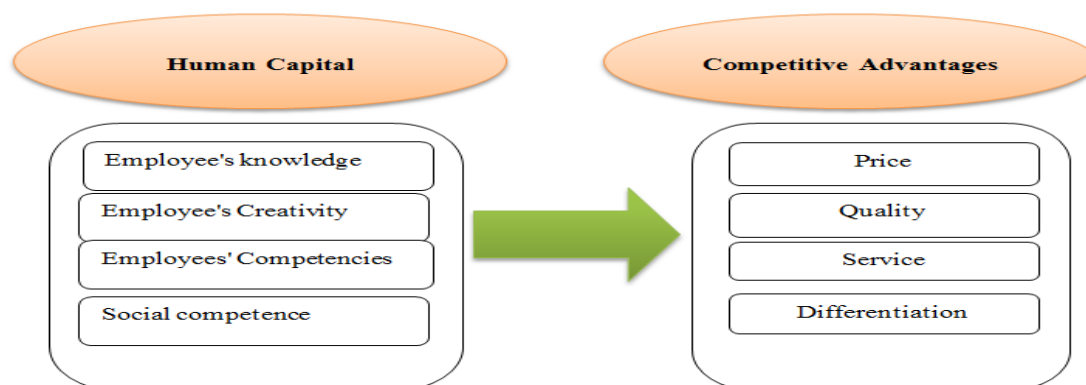 Human Capital
Competitive Advantages
Employee's knowledge
Employee's Creativity
Employees' Competencies
Social competence
Price
Quality
Service
Differentiation